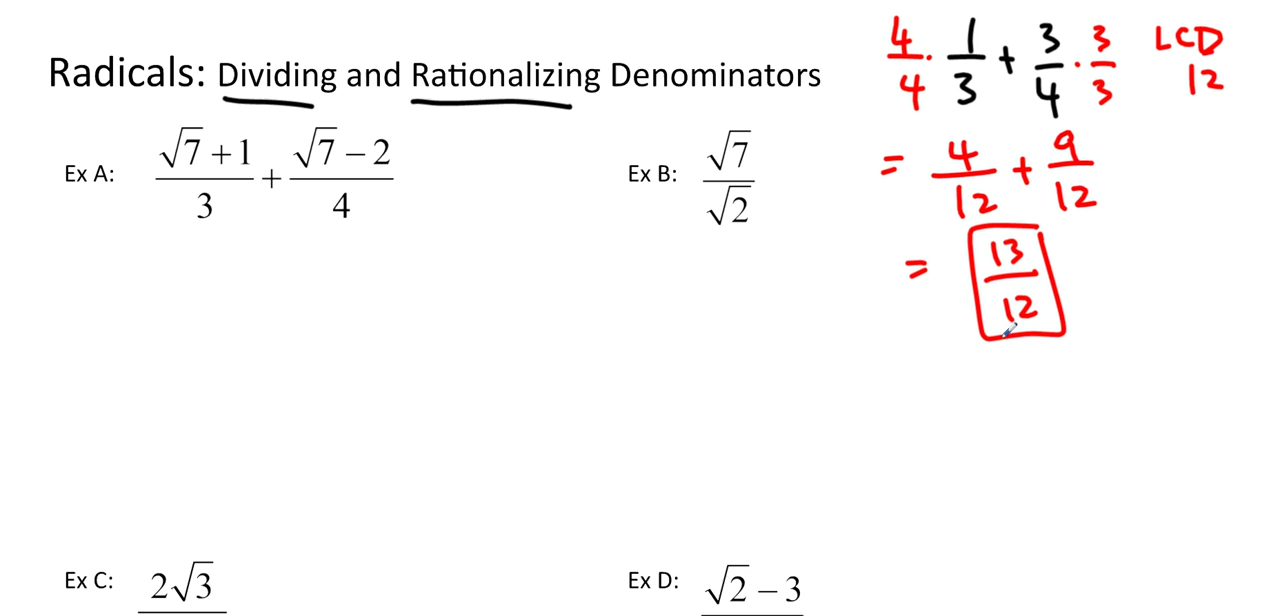 Radicals: Dividing and Rationalizing Denominators
Ex A: (√7 + 1)/3 + (√7 − 2)/4
Ex B: √7/√2
4/4 · 1/3 + 3/4 · 3/3 LCD 12
= 4/12 + 9/12
= 13/12
Ex C: 2√3
Ex D: √2 − 3